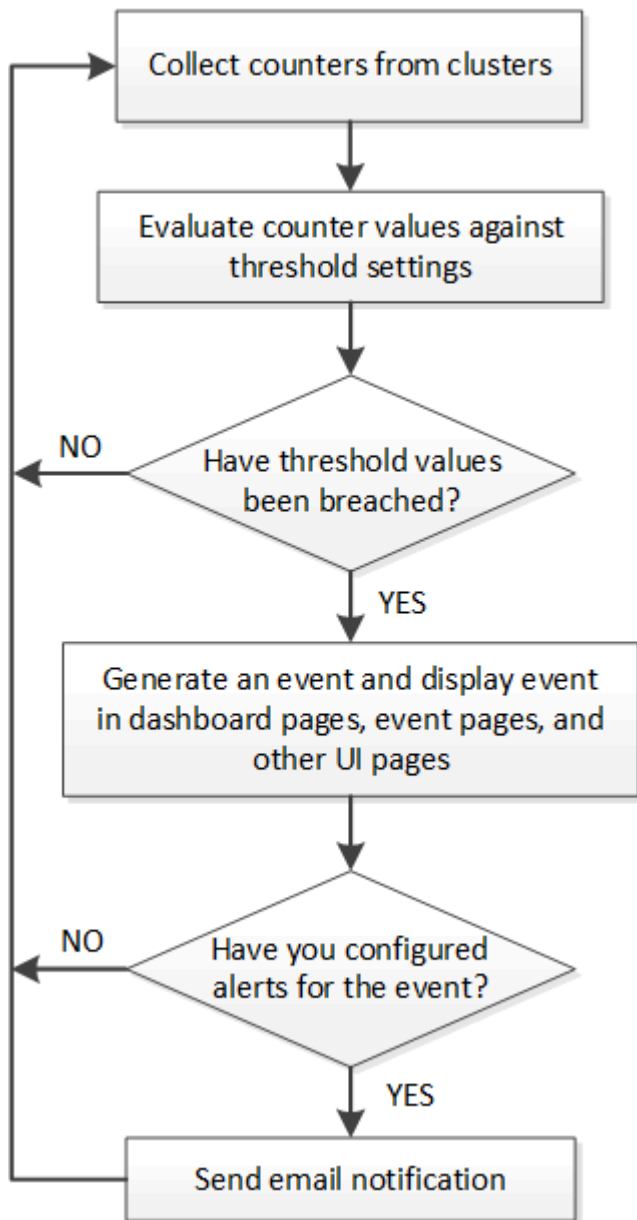 Collect counters from clusters
Evaluate counter values against
threshold settings
NO
Have threshold values
been breached?
YES
Generate an event and display event
in dashboard pages, event pages, and
other UI pages
NO
Have you configured
alerts for the event?
YES
Send email notification